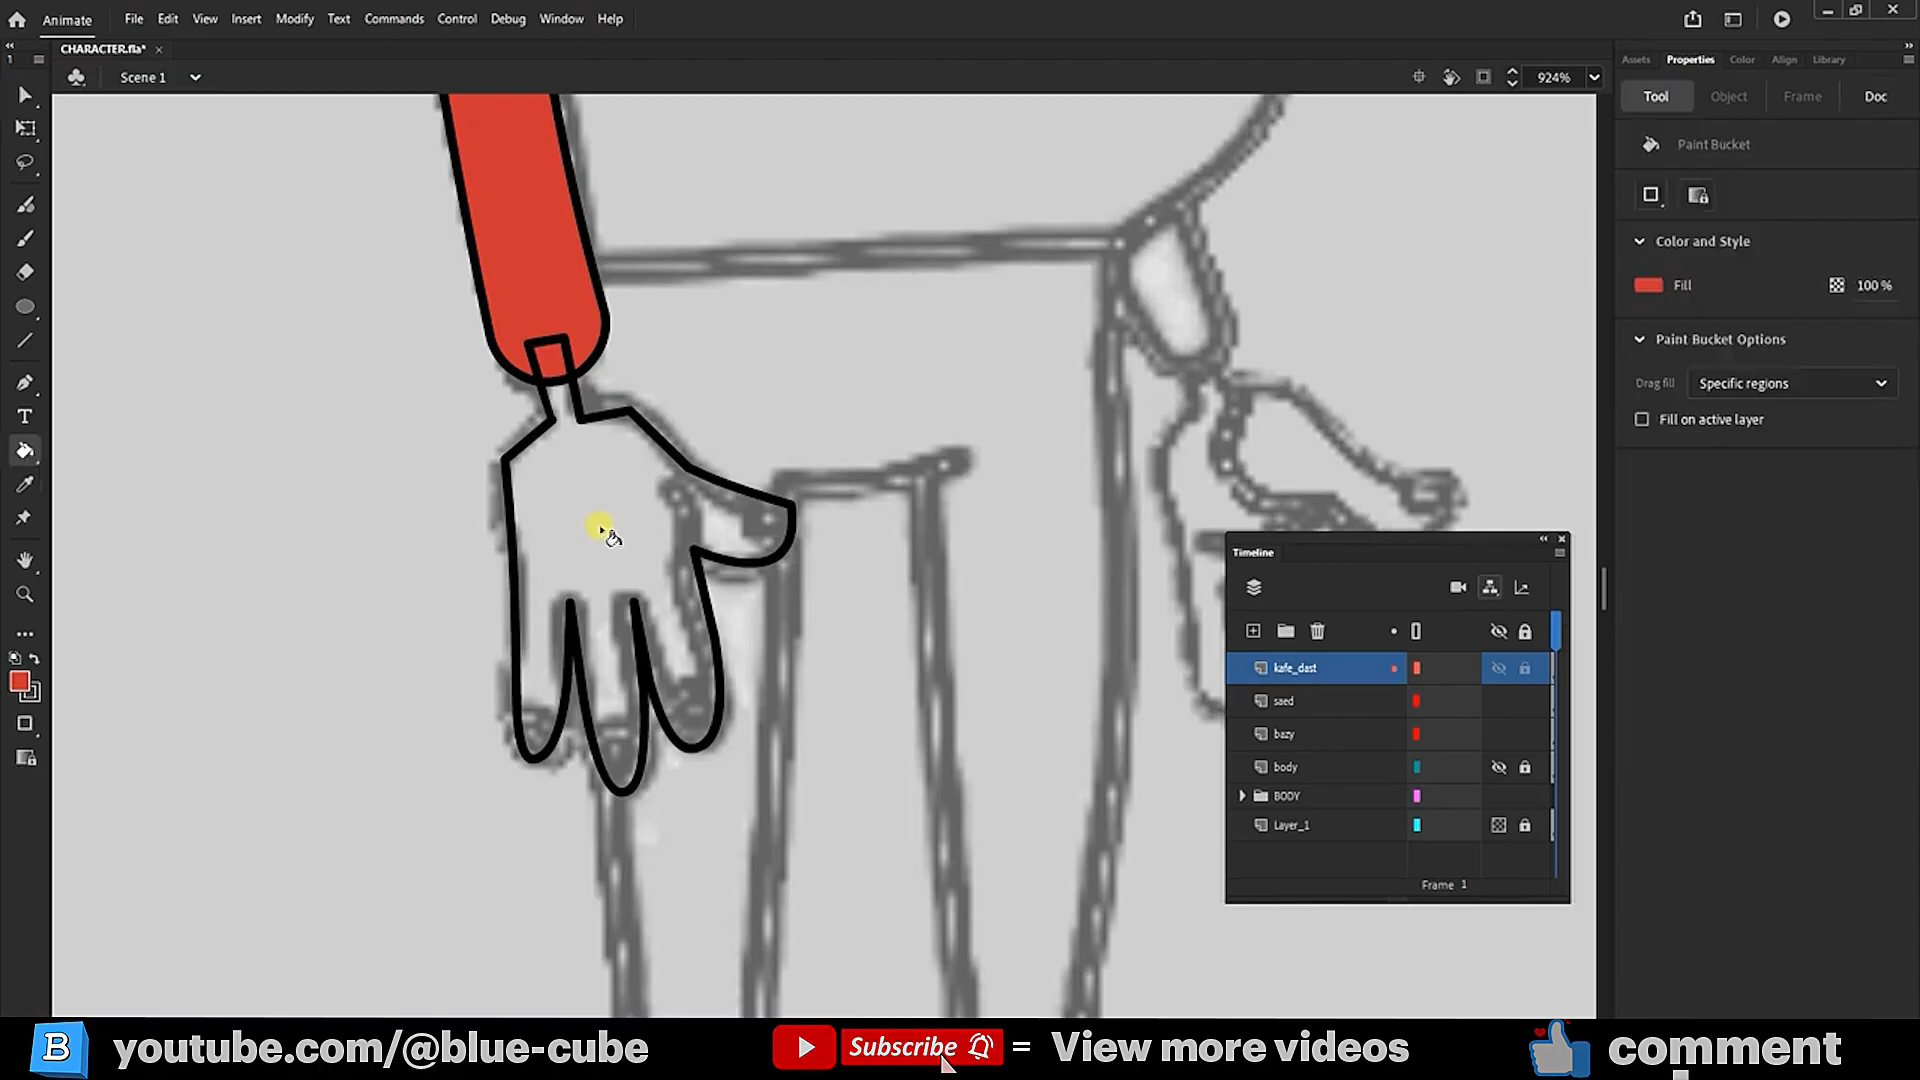 Animate File Edit View Insert Modify Text Commands Control Debug Window Help
CHARACTER.fla* ×
1
Scene 1
924%
Assets Properties Color Align Library
Tool Object Frame Doc
Paint Bucket
Color and Style
Fill 100 %
Paint Bucket Options
Drag fill Specific regions
Fill on active layer
Timeline
kafe_dast
saed
bazy
body
BODY
Layer_1
Frame 1
B youtube.com/@blue-cube Subscribe = View more videos comment